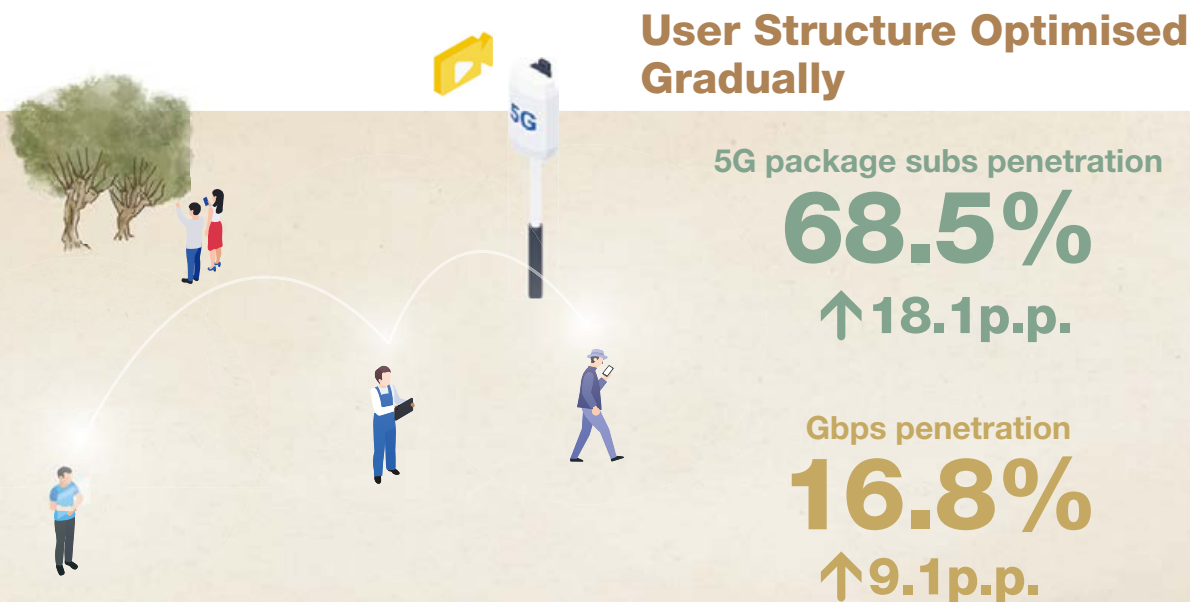 User Structure Optimised
Gradually
5G
5G package subs penetration
68.5%
↑18.1p.p.
Gbps penetration
16.8%
↑9.1p.p.